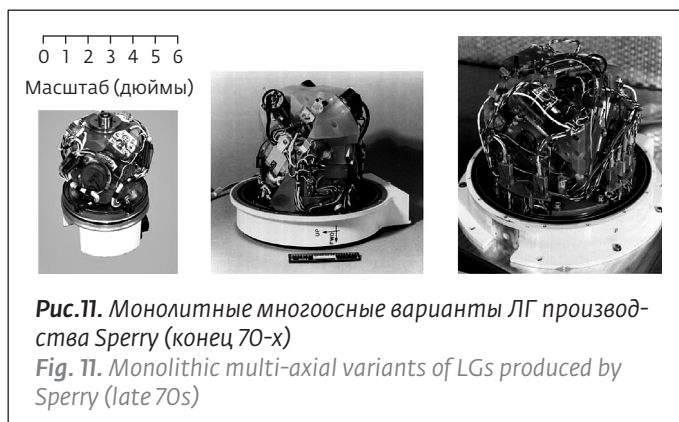 0 1 2 3 4 5 6
Масштаб (дюймы)
UP
Рис.11. Монолитные многоосные варианты ЛГ производ-
ства Sperry (конец 70-х)
Fig. 11. Monolithic multi-axial variants of LGs produced by
Sperry (late 70s)